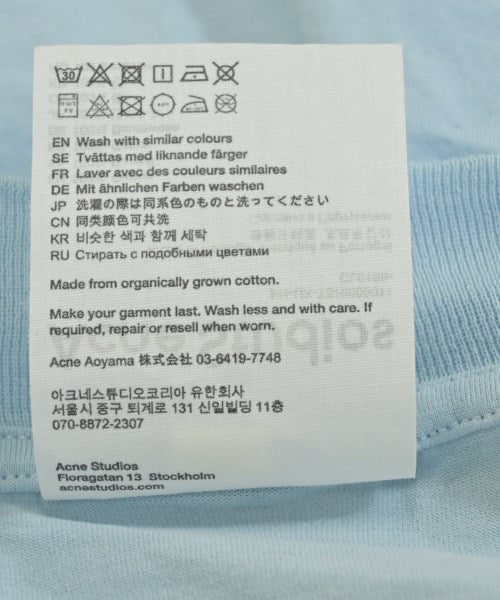 30
EN Wash with similar colours
SE Tvättas med liknande färger
FR Laver avec des couleurs similaires
DE Mit ähnlichen Farben waschen
JP 洗濯の際は同系色のものと洗ってください
CN 同类颜色可共洗
KR 비슷한 색과 함께 세탁
RU Стирать с подобными цветами
Made from organically grown cotton.
Make your garment last. Wash less and with care. If
required, repair or resell when worn.
Acne Aoyama 株式会社 03-6419-7748
아크네스튜디오코리아 유한회사
서울시 중구 퇴계로 131 신일빌딩 11층
070-8872-2307
Acne Studios
Floragatan 13 Stockholm
acnestudios.com